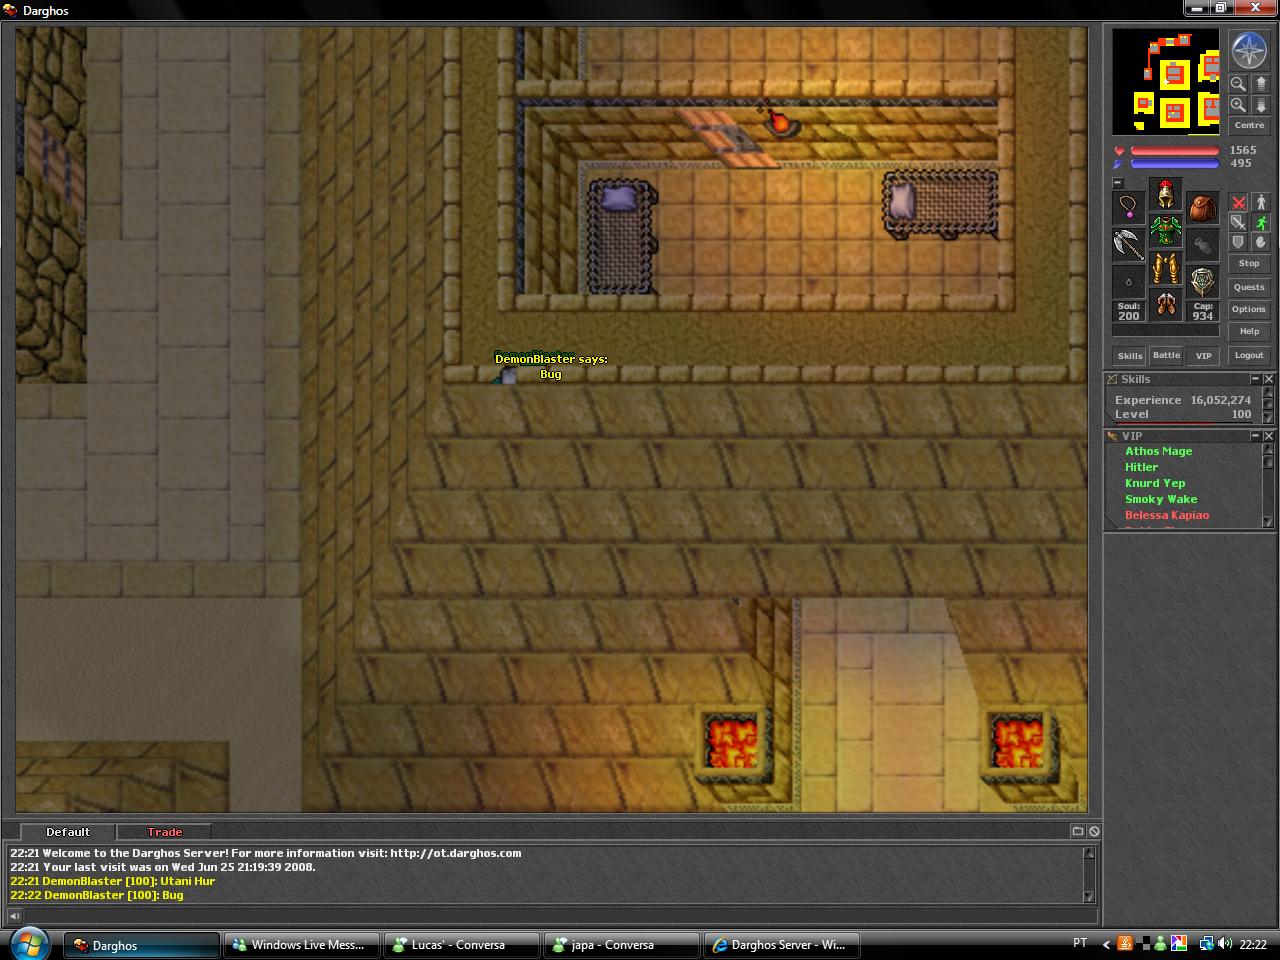 Darghos
Centre
1565
495
Soul:
200
Cap:
934
Stop
Quests
Options
Help
Skills
Battle
VIP
Logout
DemonBlaster says:
Bug
Skills
Experience 16,052,274
Level 100
VIP
Athos Mage
Hitler
Knurd Yep
Smoky Wake
Belessa Kapiao
Default
Trade
22:21 Welcome to the Darghos Server! For more information visit: http://ot.darghos.com
22:21 Your last visit was on Wed Jun 25 21:19:39 2008.
22:21 DemonBlaster [100]: Utani Hur
22:22 DemonBlaster [100]: Bug
Darghos
Windows Live Mess...
Lucas' - Conversa
japa - Conversa
Darghos Server - Wi...
PT
22:22